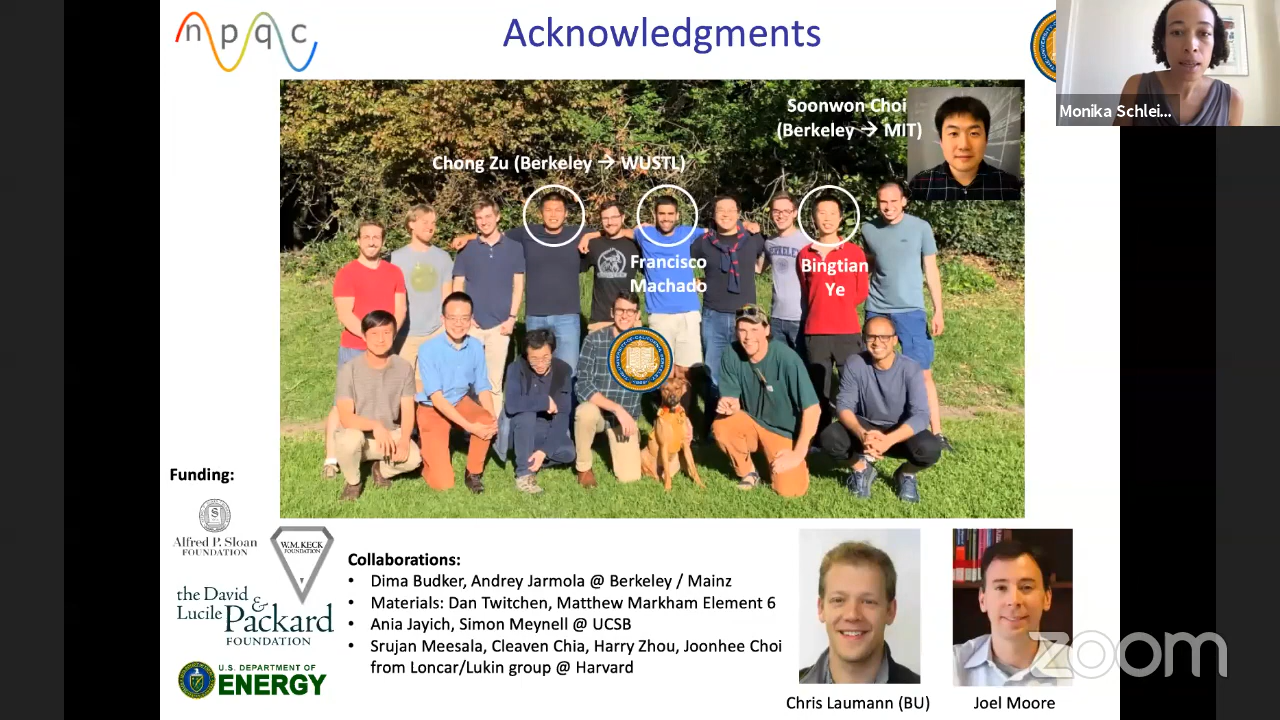 npqc
Acknowledgments
Monika Schlei...
Soonwon Choi
(Berkeley → MIT)
Chong Zu (Berkeley → WUSTL)
Francisco
Machado
Bingtian
Ye
Funding:
Alfred P. Sloan
FOUNDATION
W.M. KECK
FOUNDATION
the David
&
Lucile Packard
FOUNDATION
U.S. DEPARTMENT OF
ENERGY
Collaborations:
• Dima Budker, Andrey Jarmola @ Berkeley / Mainz
• Materials: Dan Twitchen, Matthew Markham Element 6
• Ania Jayich, Simon Meynell @ UCSB
• Srujan Meesala, Cleaven Chia, Harry Zhou, Joonhee Choi
from Loncar/Lukin group @ Harvard
Chris Laumann (BU)
Joel Moore
zoom